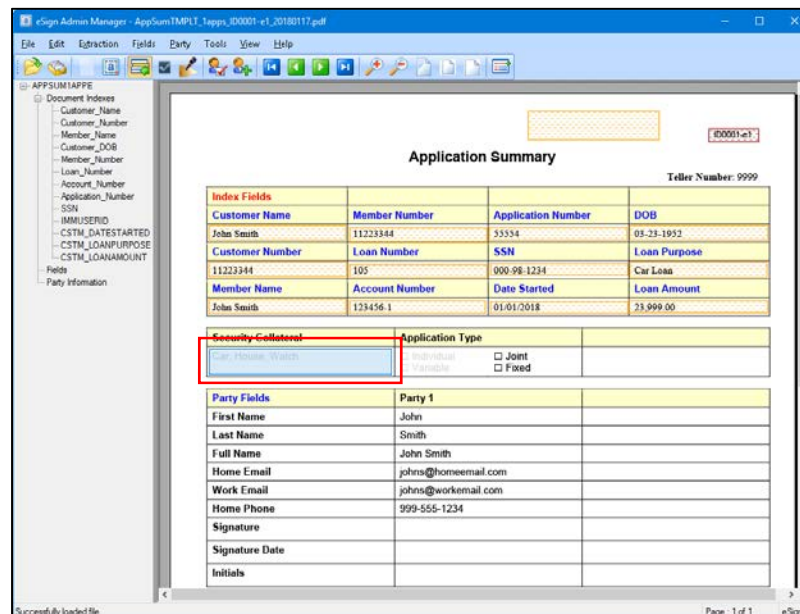 eSign Admin Manager - AppSumTMPLT_1apps_ID0001-e1_20180117.pdf
File Edit Extraction Fields Party Tools View Help
APPSUM1APPE
Document Indexes
Customer_Name
Customer_Number
Member_Name
Customer_DOB
Member_Number
Loan_Number
Account_Number
Application_Number
SSN
IMMUSERID
CSTM_DATESTARTED
CSTM_LOANPURPOSE
CSTM_LOANAMOUNT
Fields
Party Information
ID0001-e1
Application Summary
Teller Number: 9999
Index Fields
Customer Name Member Number Application Number DOB
John Smith 11223344 55554 03-23-1952
Customer Number Loan Number SSN Loan Purpose
11223344 105 000-98-1234 Car Loan
Member Name Account Number Date Started Loan Amount
John Smith 123456-1 01/01/2018 23,999.00
Security Collateral Application Type
Car, House, Watch Individual Joint
Variable Fixed
Party Fields Party 1
First Name John
Last Name Smith
Full Name John Smith
Home Email johns@homeemail.com
Work Email johns@workemail.com
Home Phone 999-555-1234
Signature
Signature Date
Initials
Successfully loaded file. Page : 1 of 1 eSign